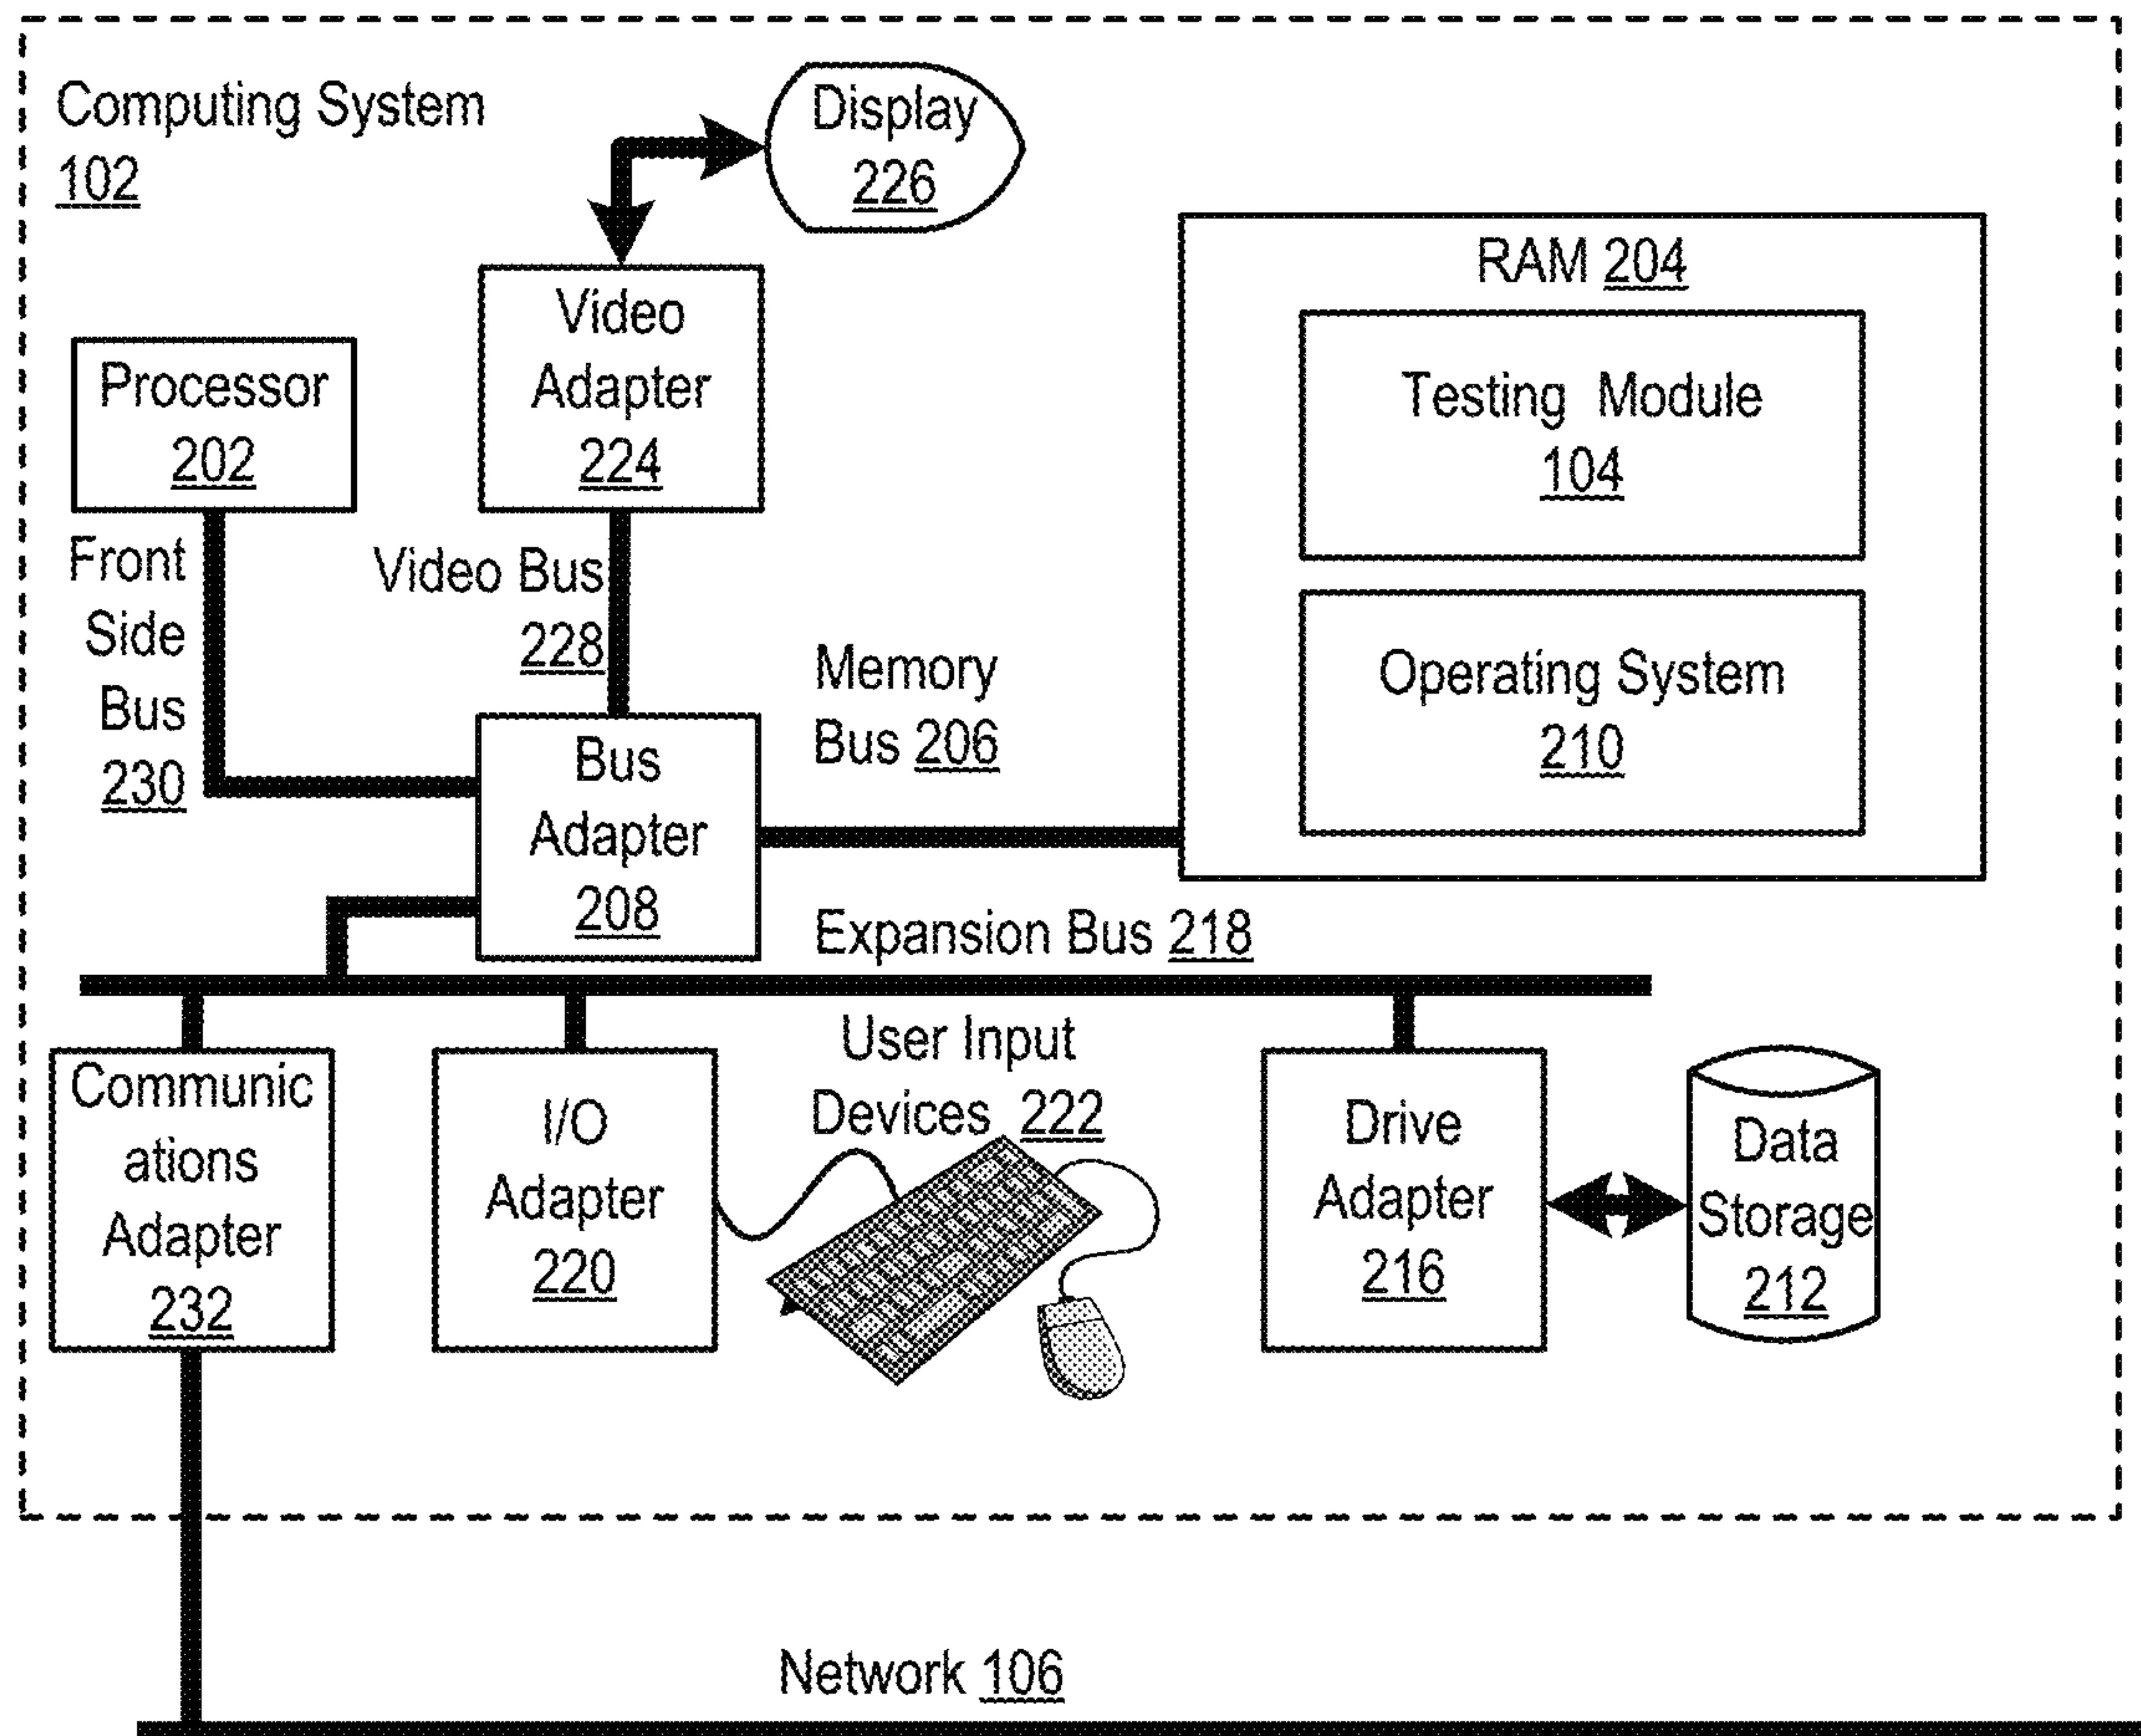 Computing System
102
Display
226
Video
Adapter
224
Processor
202
RAM 204
Testing Module
104
Operating System
210
Front
Side
Bus
230
Video Bus
228
Memory
Bus 206
Bus
Adapter
208
Expansion Bus 218
Communic
ations
Adapter
232
I/O
Adapter
220
User Input
Devices 222
Drive
Adapter
216
Data
Storage
212
Network 106